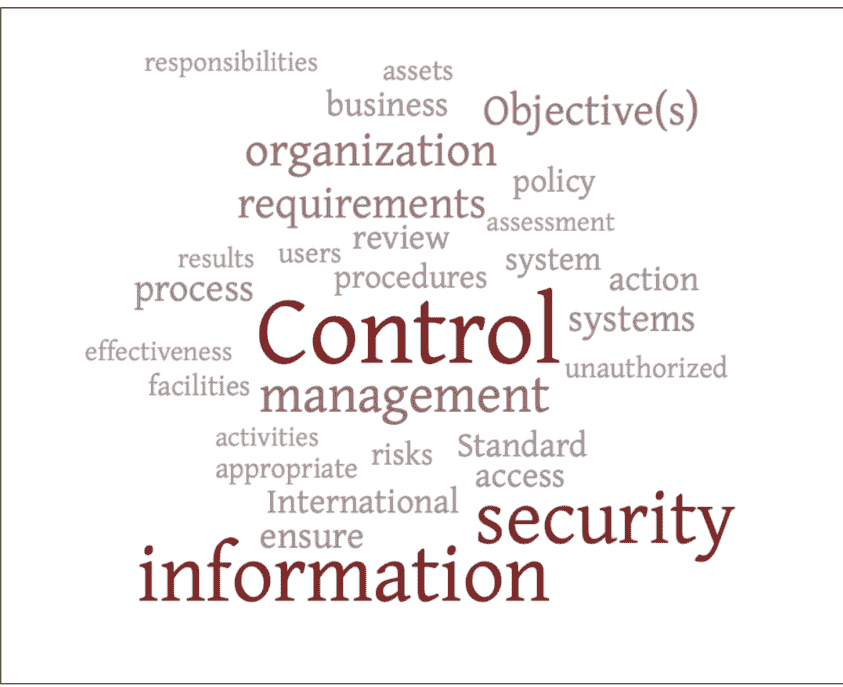 responsibilities
assets
business
Objective(s)
organization
policy
requirements
assessment
review
results
users
system
procedures
action
process
Control
systems
effectiveness
unauthorized
facilities
management
activities
risks
Standard
appropriate
access
International
security
ensure
information